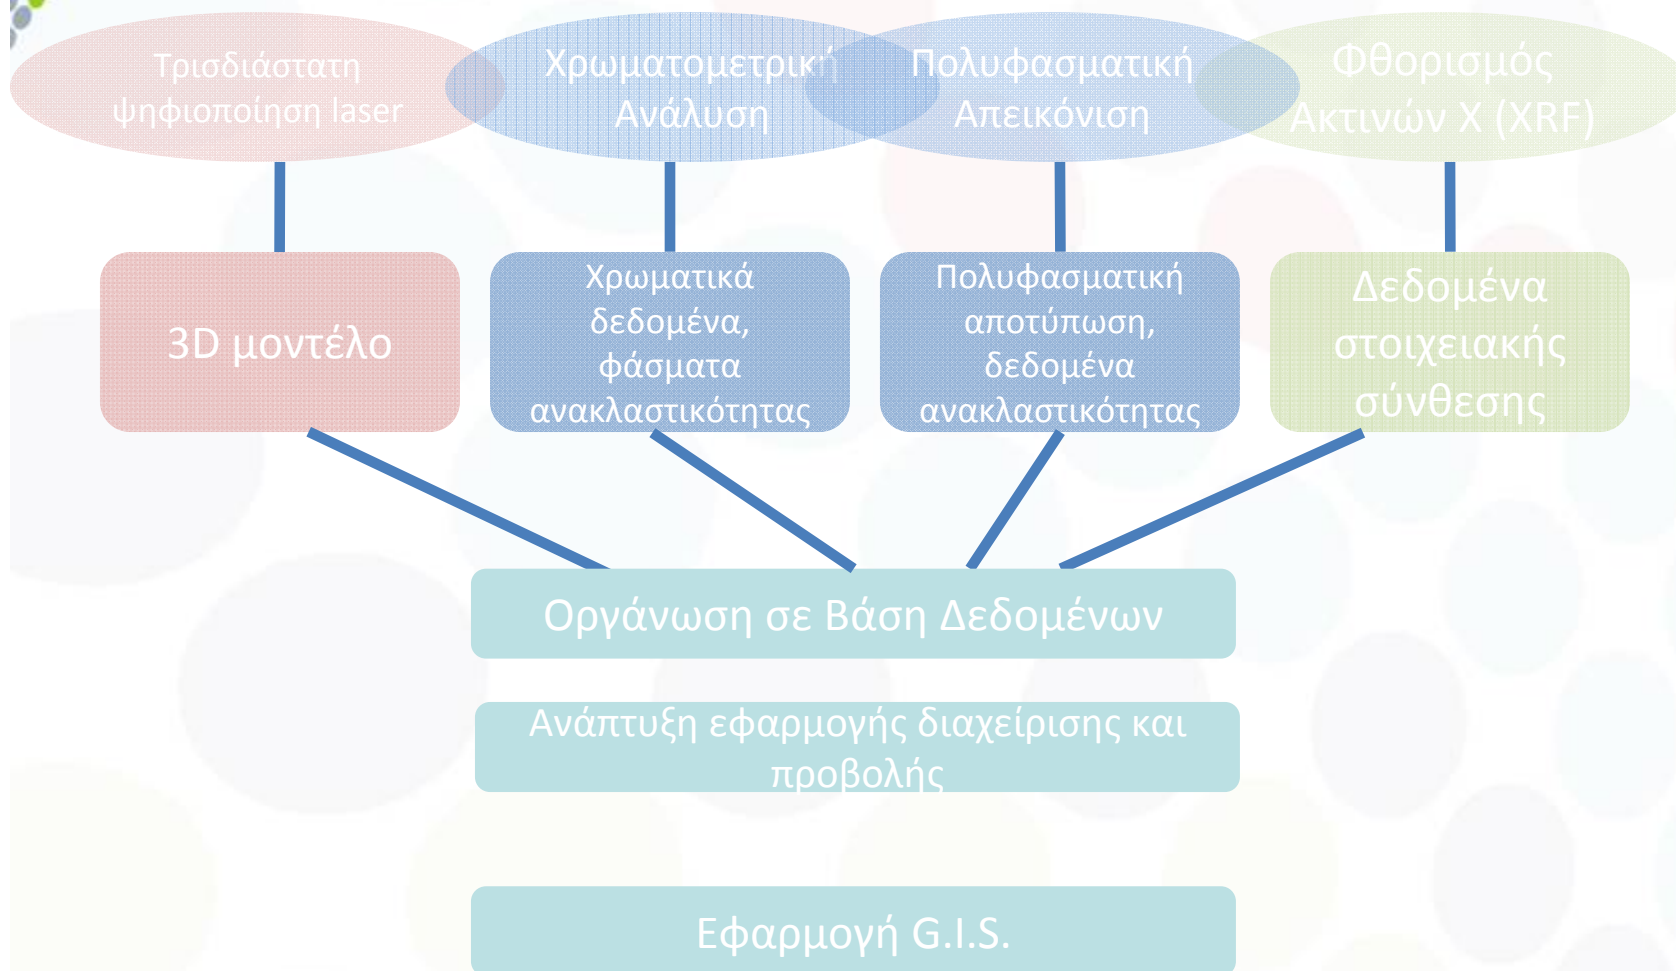 Τρισδιάστατη
ψηφιοποίηση laser
Χρωματομετρική
Ανάλυση
Πολυφασματική
Απεικόνιση
Φθορισμός
Ακτινών Χ (XRF)
3D μοντέλο
Χρωματικά
δεδομένα,
φάσματα
ανακλαστικότητας
Πολυφασματική
αποτύπωση,
δεδομένα
ανακλαστικότητας
Δεδομένα
στοιχειακής
σύνθεσης
Οργάνωση σε Βάση Δεδομένων
Ανάπτυξη εφαρμογής διαχείρισης και
προβολής
Εφαρμογή G.I.S.